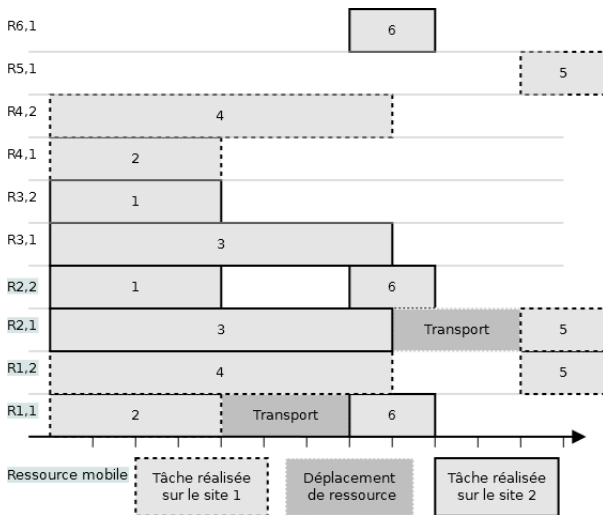 R6,1
6
R5,1
5
R4,2
4
R4,1
2
R3,2
1
R3,1
3
R2,2
1
6
R2,1
3
Transport
5
R1,2
4
5
R1,1
2
Transport
6
Ressource mobile
Tâche réalisée
sur le site 1
Déplacement
de ressource
Tâche réalisée
sur le site 2